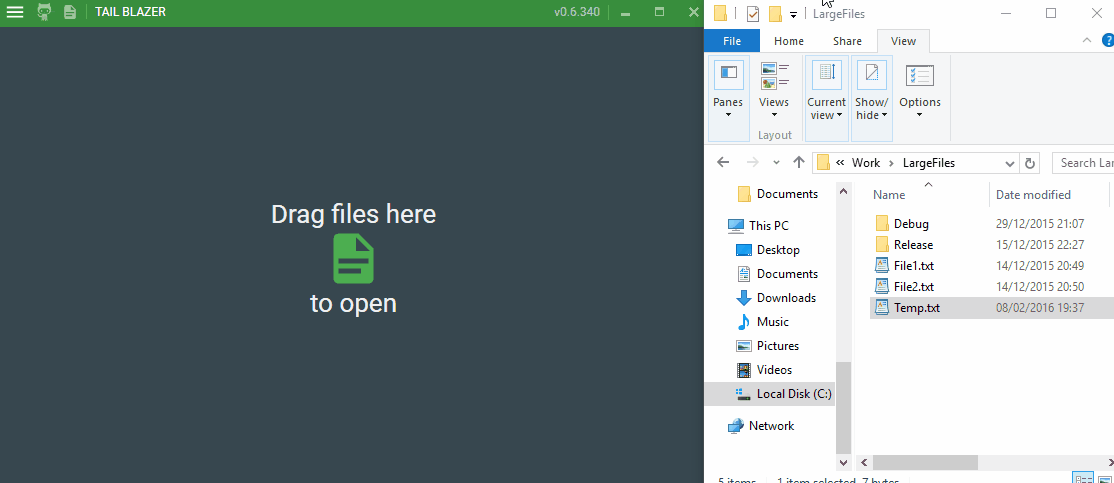 TAIL BLAZER
v0.6.340
Drag files here
to open
LargeFiles
File
Home
Share
View
Panes
Views
Current
view
Show/
hide
Options
Layout
« Work > LargeFiles
Search Lar
Documents
This PC
Desktop
Documents
Downloads
Music
Pictures
Videos
Local Disk (C:)
Network
Name
Date modified
Debug 29/12/2015 21:07
Release 15/12/2015 22:27
File1.txt 14/12/2015 20:49
File2.txt 14/12/2015 20:50
Temp.txt 08/02/2016 19:37
5 items 1 item selected 7 bytes